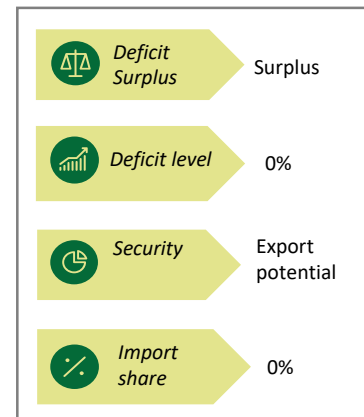 Deficit
Surplus
Surplus
Deficit level
0%
Security
Export
potential
Import
share
0%